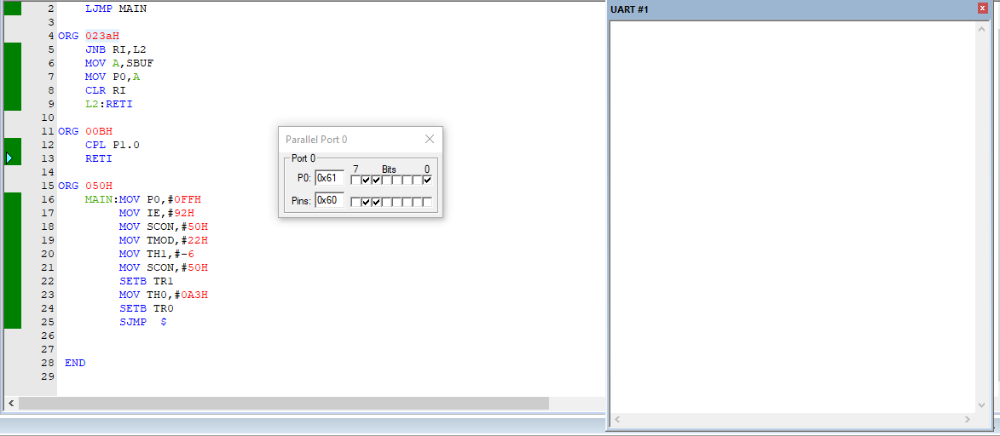 2 LJMP MAIN
3
4 ORG 023aH
5 JNB RI,L2
6 MOV A,SBUF
7 MOV P0,A
8 CLR RI
9 L2:RETI
10
11 ORG 00BH
12 CPL P1.0
13 RETI
14
15 ORG 050H
16 MAIN:MOV P0,#0FFH
17 MOV IE,#92H
18 MOV SCON,#50H
19 MOV TMOD,#22H
20 MOV TH1,#-6
21 MOV SCON,#50H
22 SETB TR1
23 MOV TH0,#0A3H
24 SETB TR0
25 SJMP $
26
27
28 END
29
Parallel Port 0
Port 0
7 Bits 0
P0: 0x61
Pins: 0x60
UART #1